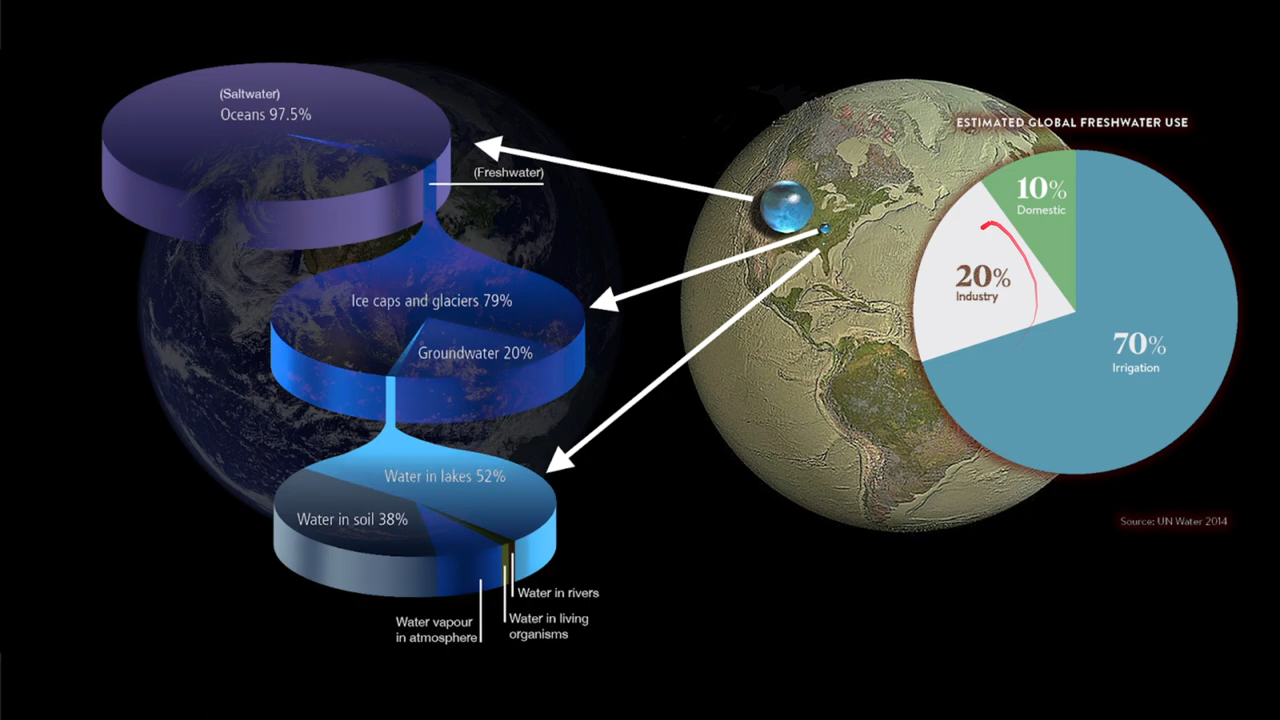 (Saltwater)
Oceans 97.5%
(Freshwater)
Ice caps and glaciers 79%
Groundwater 20%
Water in lakes 52%
Water in soil 38%
Water in rivers
Water in living
organisms
Water vapour
in atmosphere
ESTIMATED GLOBAL FRESHWATER USE
10%
Domestic
20%
Industry
70%
Irrigation
Source: UN Water 2014